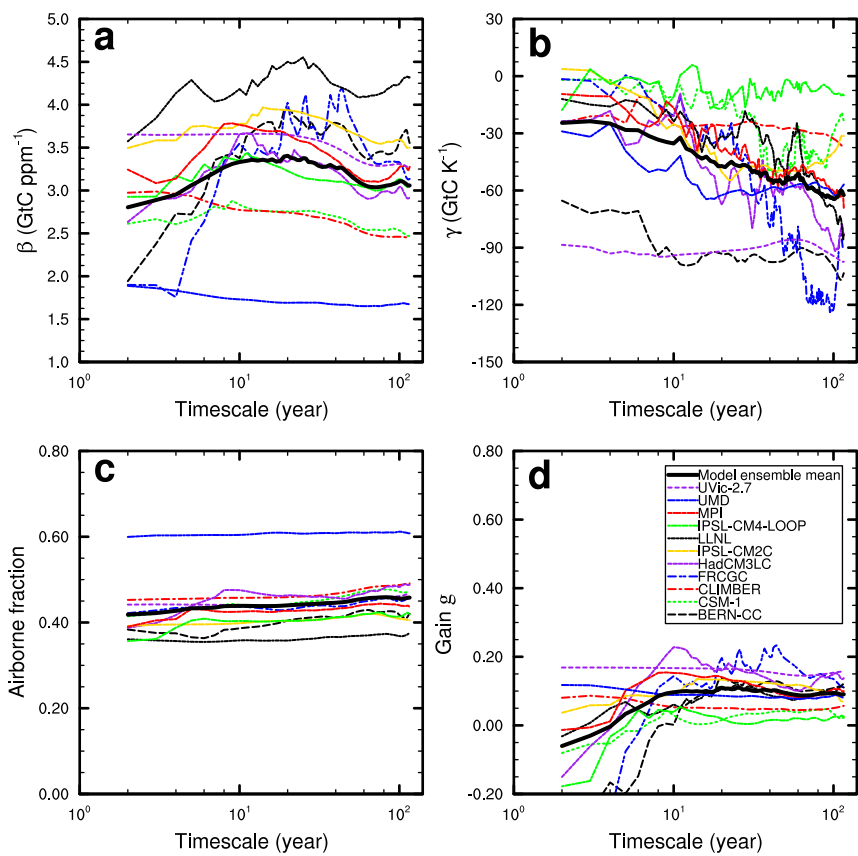 a
5.0
4.5
4.0
3.5
3.0
2.5
2.0
1.5
1.0
β (GtC ppm⁻¹)
10⁰
10¹
10²
Timescale (year)
b
30
0
-30
-60
-90
-120
-150
γ (GtC K⁻¹)
10⁰
10¹
10²
Timescale (year)
c
0.80
0.60
0.40
0.20
0.00
Airborne fraction
10⁰
10¹
10²
Timescale (year)
d
0.80
0.60
0.40
0.20
0.00
-0.20
Gain g
Model ensemble mean
UVic-2.7
UMD
MPI
IPSL-CM4-LOOP
LLNL
IPSL-CM2C
HadCM3LC
FRCGC
CLIMBER
CSM-1
BERN-CC
10⁰
10¹
10²
Timescale (year)